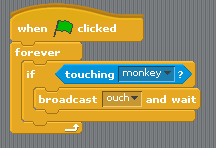 when clicked
forever
if touching monkey ?
broadcast ouch and wait